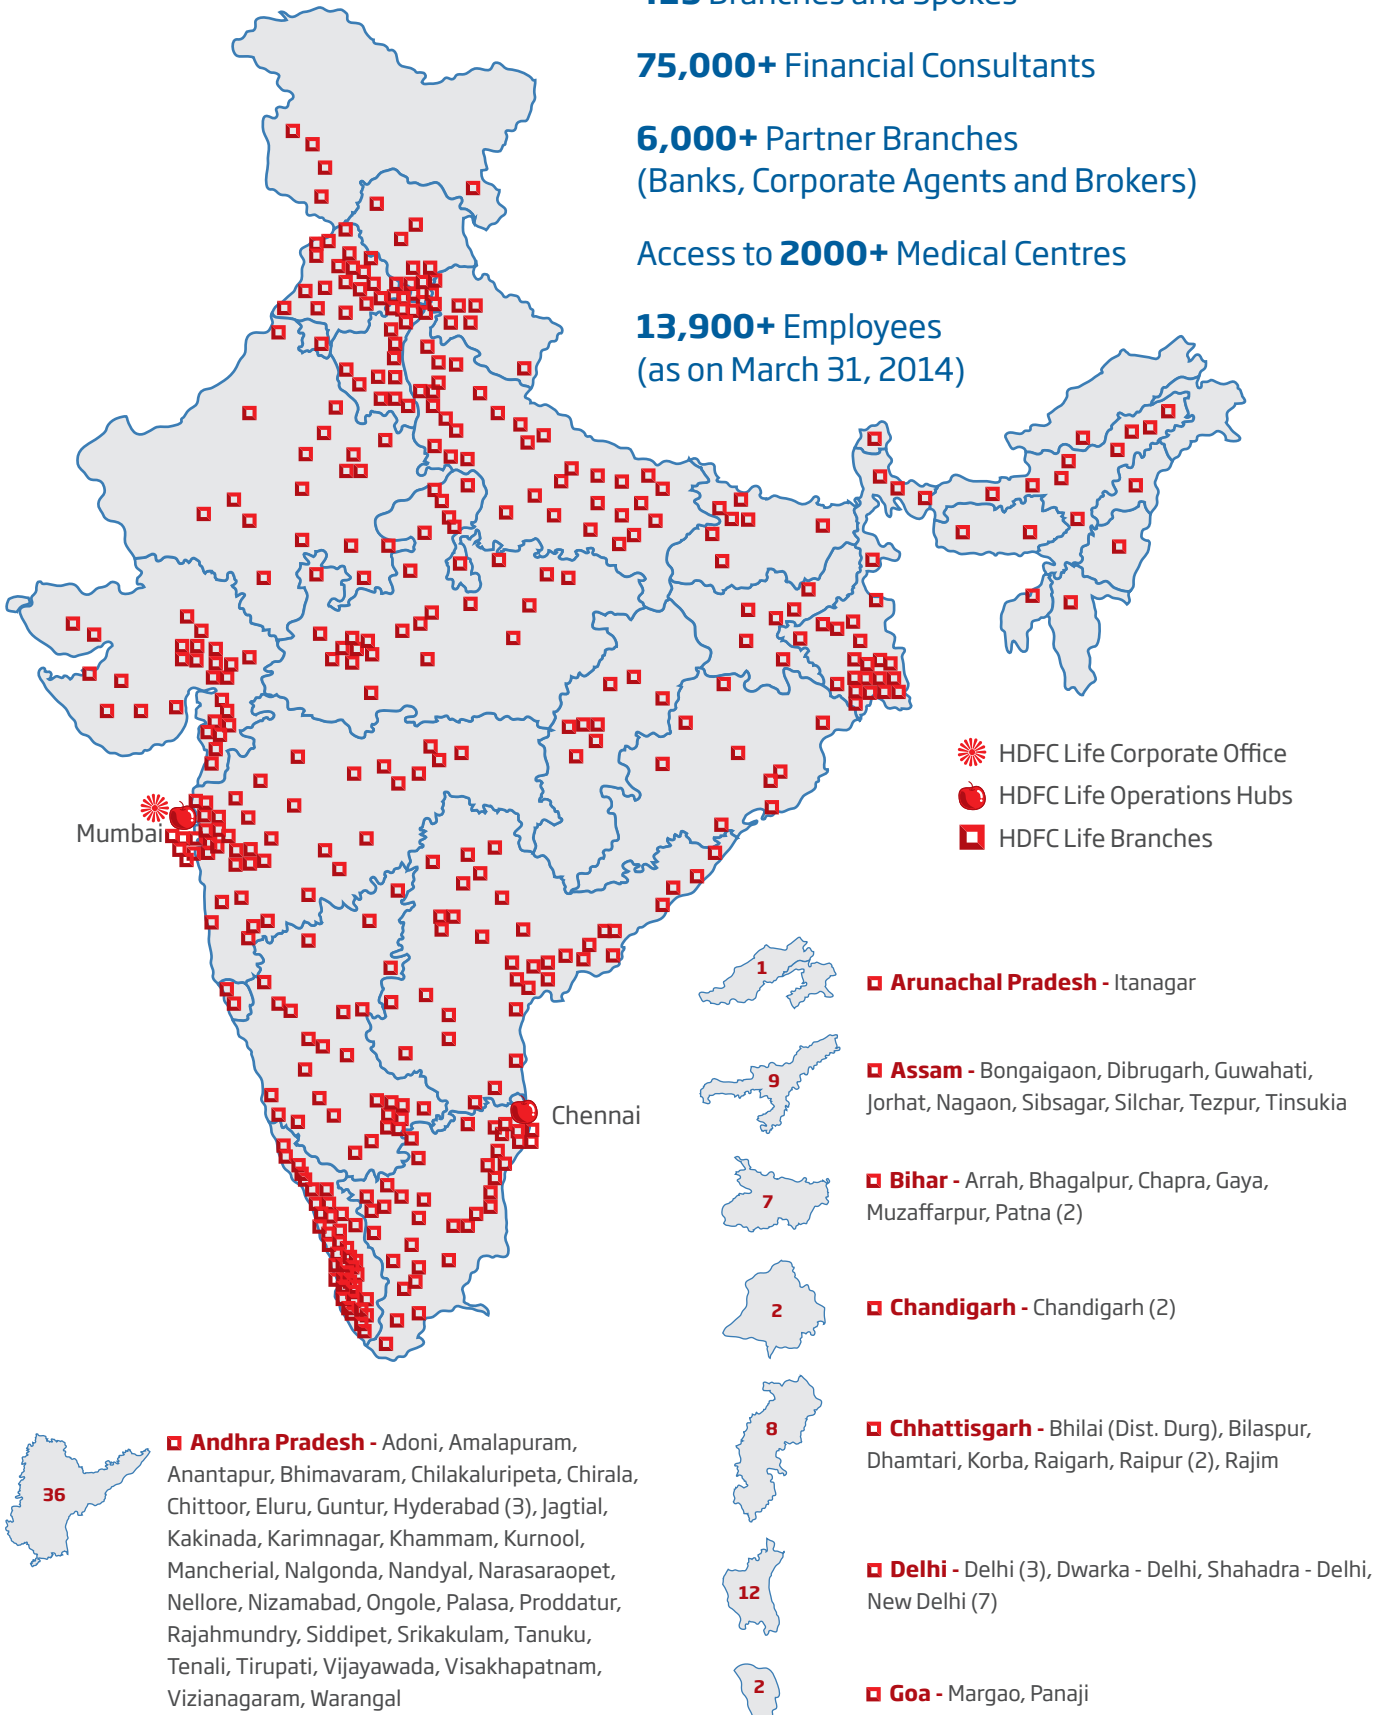 Branches and Spokes
75,000+ Financial Consultants
6,000+ Partner Branches
(Banks, Corporate Agents and Brokers)
Access to 2000+ Medical Centres
13,900+ Employees
(as on March 31, 2014)
HDFC Life Corporate Office
HDFC Life Operations Hubs
HDFC Life Branches
Mumbai
Chennai
1
Arunachal Pradesh - Itanagar
9
Assam - Bongaigaon, Dibrugarh, Guwahati,
Jorhat, Nagaon, Sibsagar, Silchar, Tezpur, Tinsukia
7
Bihar - Arrah, Bhagalpur, Chapra, Gaya,
Muzaffarpur, Patna (2)
2
Chandigarh - Chandigarh (2)
8
Chhattisgarh - Bhilai (Dist. Durg), Bilaspur,
Dhamtari, Korba, Raigarh, Raipur (2), Rajim
12
Delhi - Delhi (3), Dwarka - Delhi, Shahadra - Delhi,
New Delhi (7)
2
Goa - Margao, Panaji
36
Andhra Pradesh - Adoni, Amalapuram,
Anantapur, Bhimavaram, Chilakaluripeta, Chirala,
Chittoor, Eluru, Guntur, Hyderabad (3), Jagtial,
Kakinada, Karimnagar, Khammam, Kurnool,
Mancherial, Nalgonda, Nandyal, Narasaraopet,
Nellore, Nizamabad, Ongole, Palasa, Proddatur,
Rajahmundry, Siddipet, Srikakulam, Tanuku,
Tenali, Tirupati, Vijayawada, Visakhapatnam,
Vizianagaram, Warangal